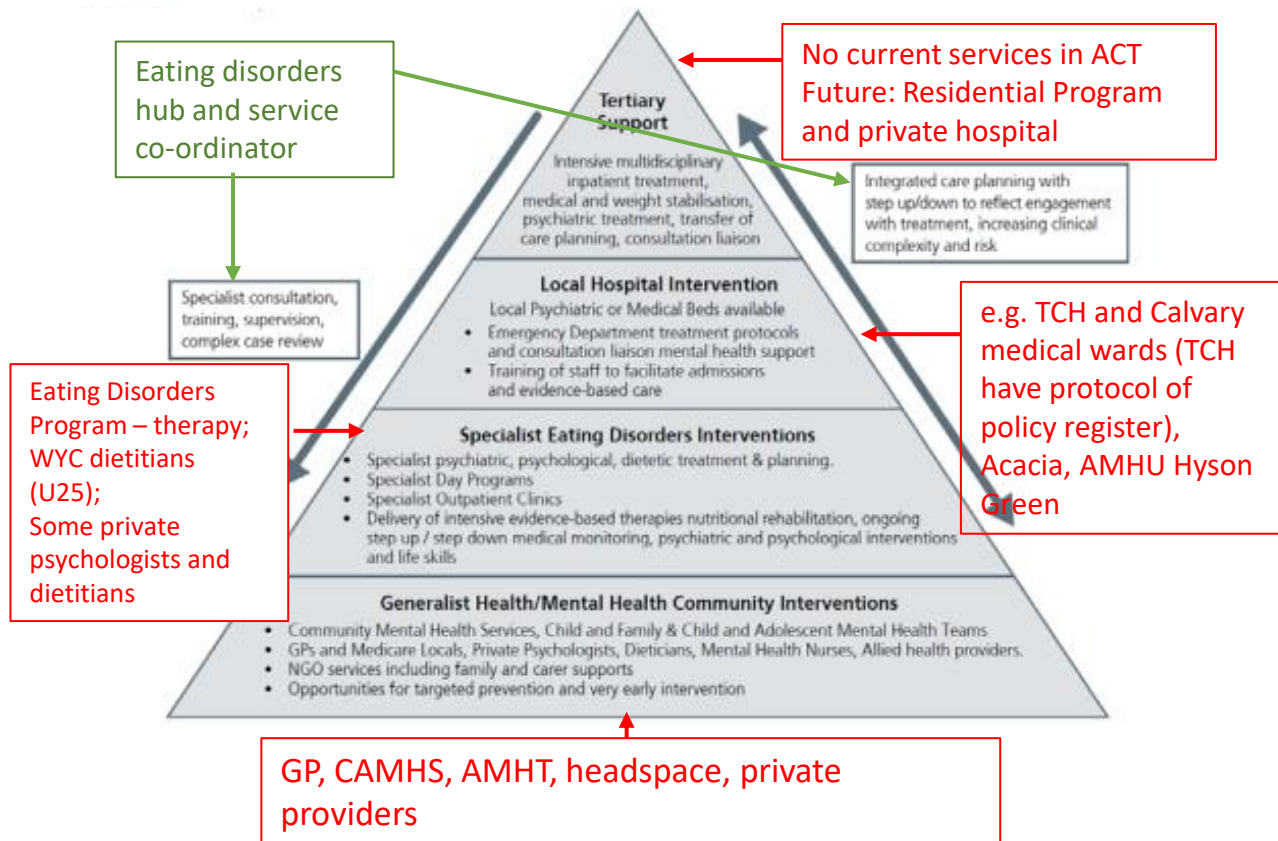 Eating disorders
hub and service
co-ordinator
No current services in ACT
Future: Residential Program
and private hospital
Tertiary
Support
Intensive multidisciplinary
inpatient treatment,
medical and weight stabilisation,
psychiatric treatment, transfer of
care planning, consultation liaison
Integrated care planning with
step up/down to reflect engagement
with treatment, increasing clinical
complexity and risk
Specialist consultation,
training, supervision,
complex case review
Local Hospital Intervention
Local Psychiatric or Medical Beds available
• Emergency Department treatment protocols
and consultation liaison mental health support
• Training of staff to facilitate admissions
and evidence-based care
e.g. TCH and Calvary
medical wards (TCH
have protocol of
policy register),
Acacia, AMHU Hyson
Green
Eating Disorders
Program – therapy;
WYC dietitians
(U25);
Some private
psychologists and
dietitians
Specialist Eating Disorders Interventions
• Specialist psychiatric, psychological, dietetic treatment & planning.
• Specialist Day Programs
• Specialist Outpatient Clinics
• Delivery of intensive evidence-based therapies nutritional rehabilitation, ongoing
step up / step down medical monitoring, psychiatric and psychological interventions
and life skills
Generalist Health/Mental Health Community Interventions
• Community Mental Health Services, Child and Family & Child and Adolescent Mental Health Teams
• GPs and Medicare Locals, Private Psychologists, Dieticians, Mental Health Nurses, Allied health providers.
• NGO services including family and carer supports
• Opportunities for targeted prevention and very early intervention
GP, CAMHS, AMHT, headspace, private
providers